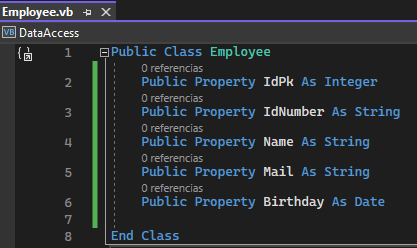 Employee.vb
VB DataAccess
1 Public Class Employee
0 referencias
2 Public Property IdPk As Integer
0 referencias
3 Public Property IdNumber As String
0 referencias
4 Public Property Name As String
0 referencias
5 Public Property Mail As String
0 referencias
6 Public Property Birthday As Date
7
8 End Class